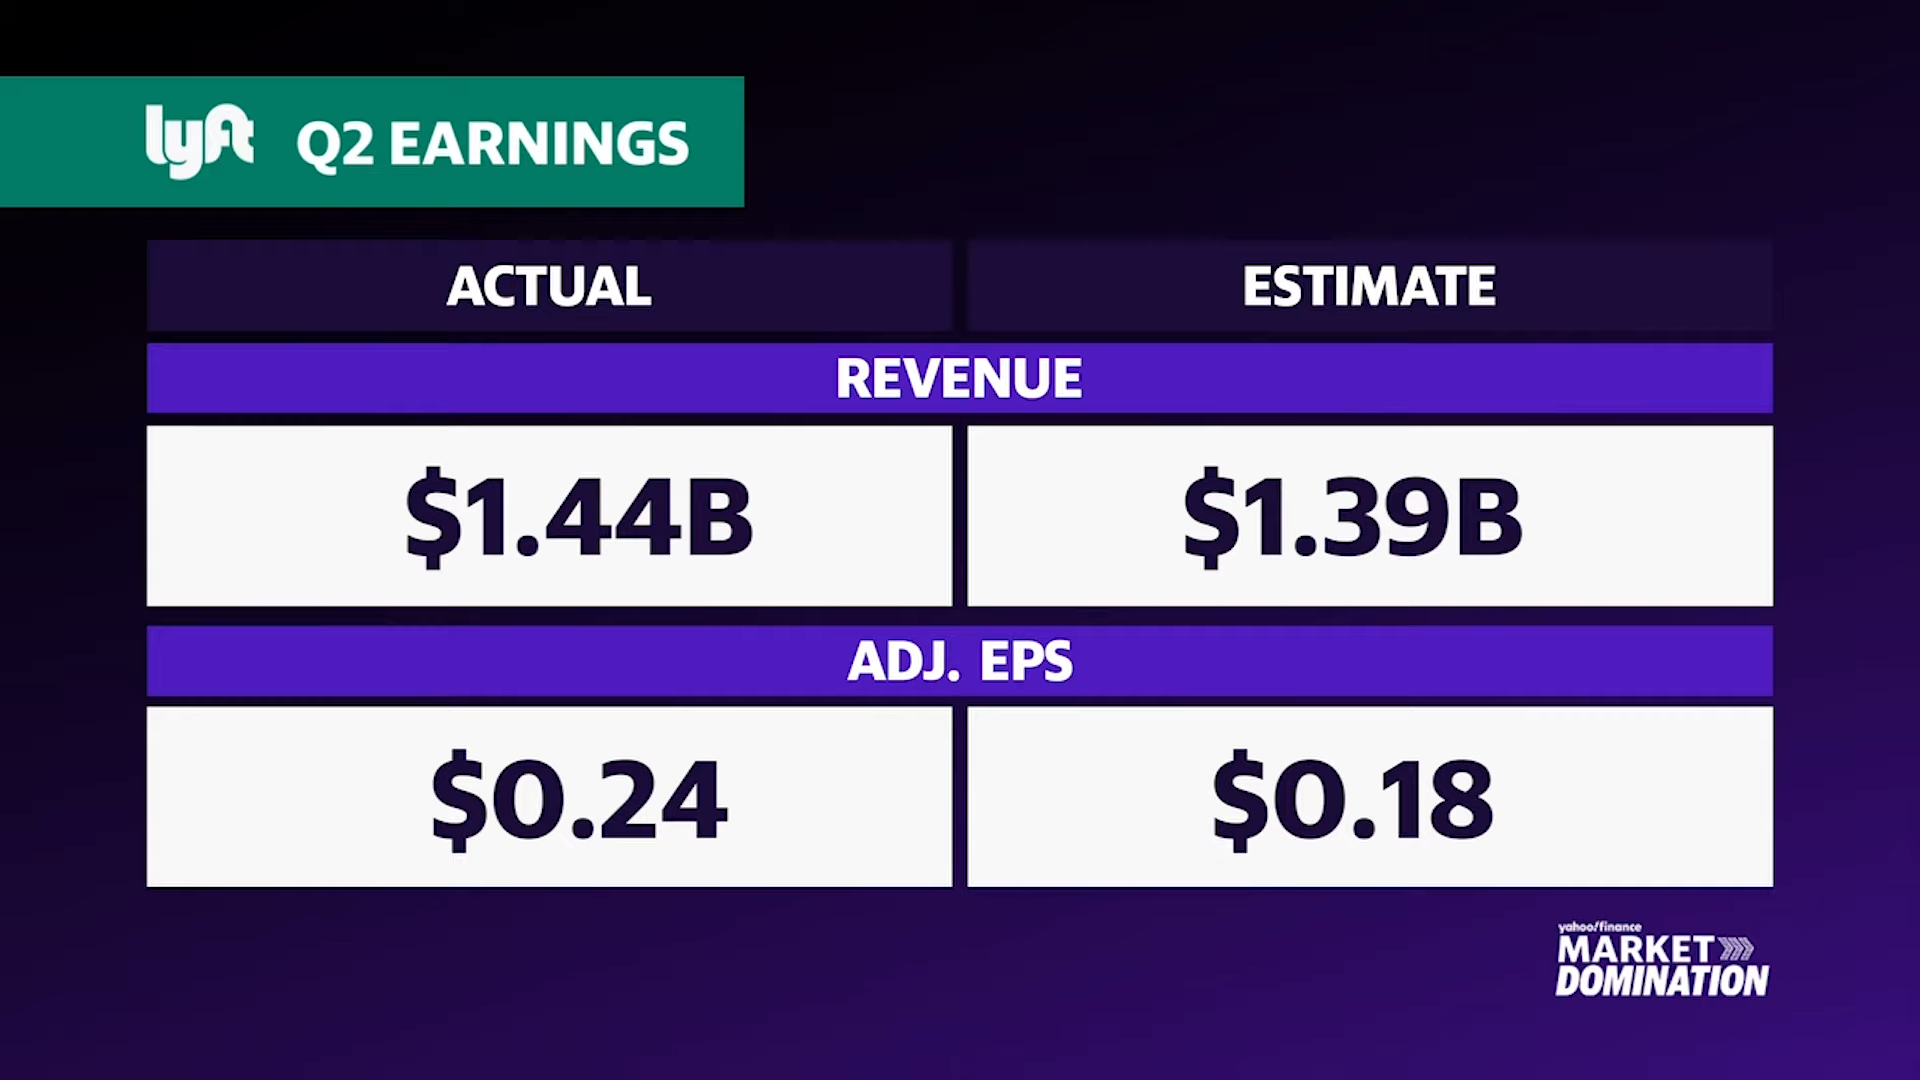 lyft Q2 EARNINGS
ACTUAL ESTIMATE
REVENUE
$1.44B $1.39B
ADJ. EPS
$0.24 $0.18
yahoo!finance
MARKET
DOMINATION